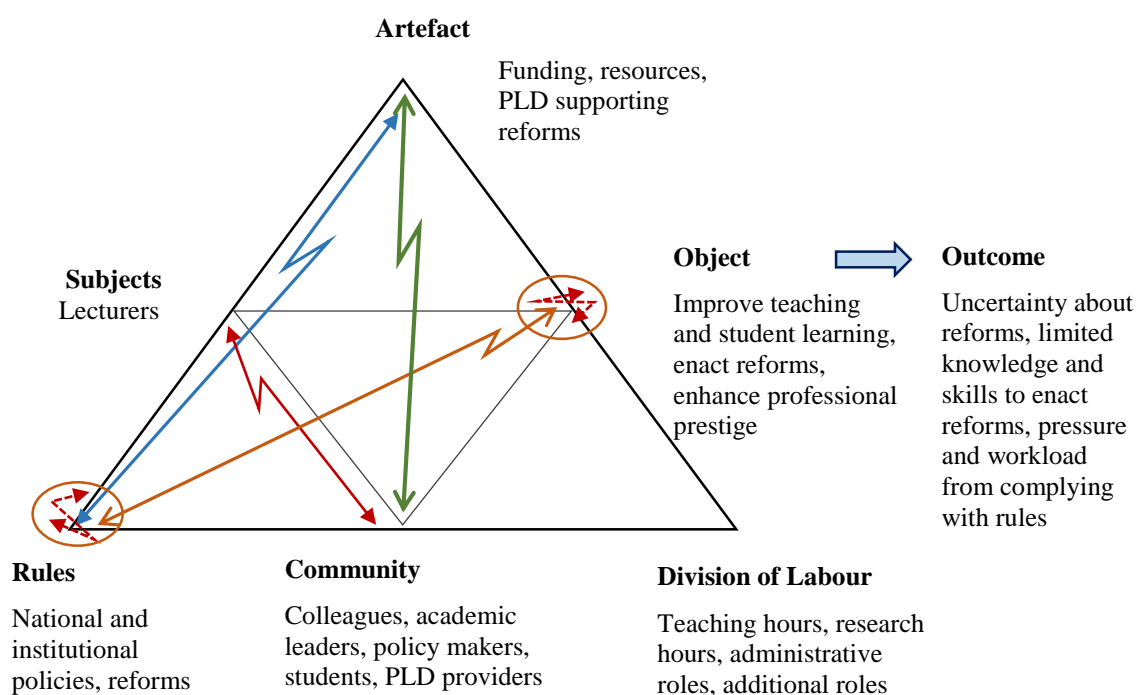 Artefact
Funding, resources,
PLD supporting
reforms
Subjects
Lecturers
Object
Improve teaching
and student learning,
enact reforms,
enhance professional
prestige
Outcome
Uncertainty about
reforms, limited
knowledge and
skills to enact
reforms, pressure
and workload
from complying
with rules
Rules
National and
institutional
policies, reforms
Community
Colleagues, academic
leaders, policy makers,
students, PLD providers
Division of Labour
Teaching hours, research
hours, administrative
roles, additional roles